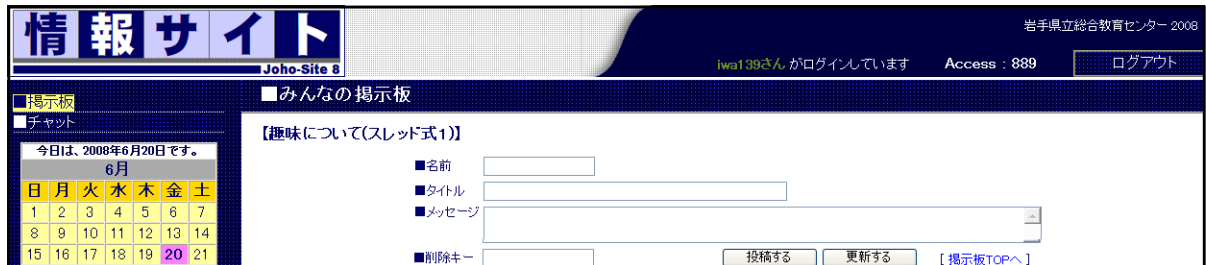 情報サイト
Joho-Site 8
岩手県立総合教育センター 2008
iwa139さん がログインしています Access : 889 ログアウト
■掲示板
■チャット
今日は、2008年6月20日です。
6月
日 月 火 水 木 金 土
1 2 3 4 5 6 7
8 9 10 11 12 13 14
15 16 17 18 19 20 21
■みんなの掲示板
【趣味について(スレッド式1)】
■名前
■タイトル
■メッセージ
■削除キー 投稿する 更新する [ 掲示板TOPへ ]